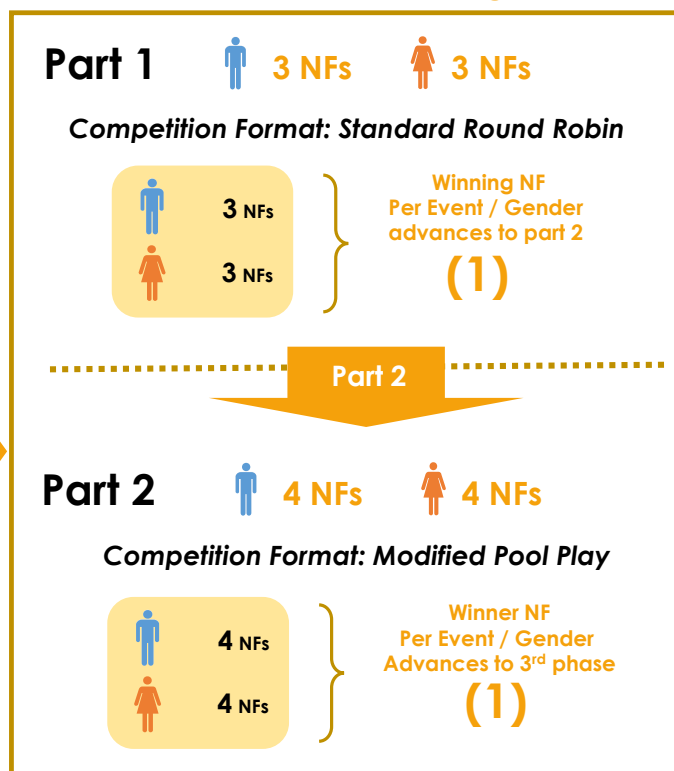 Part 1 3 NFs 3 NFs
Competition Format: Standard Round Robin
3 NFs
3 NFs
Winning NF
Per Event / Gender
advances to part 2
(1)
Part 2
Part 2 4 NFs 4 NFs
Competition Format: Modified Pool Play
4 NFs
4 NFs
Winner NF
Per Event / Gender
Advances to 3rd phase
(1)